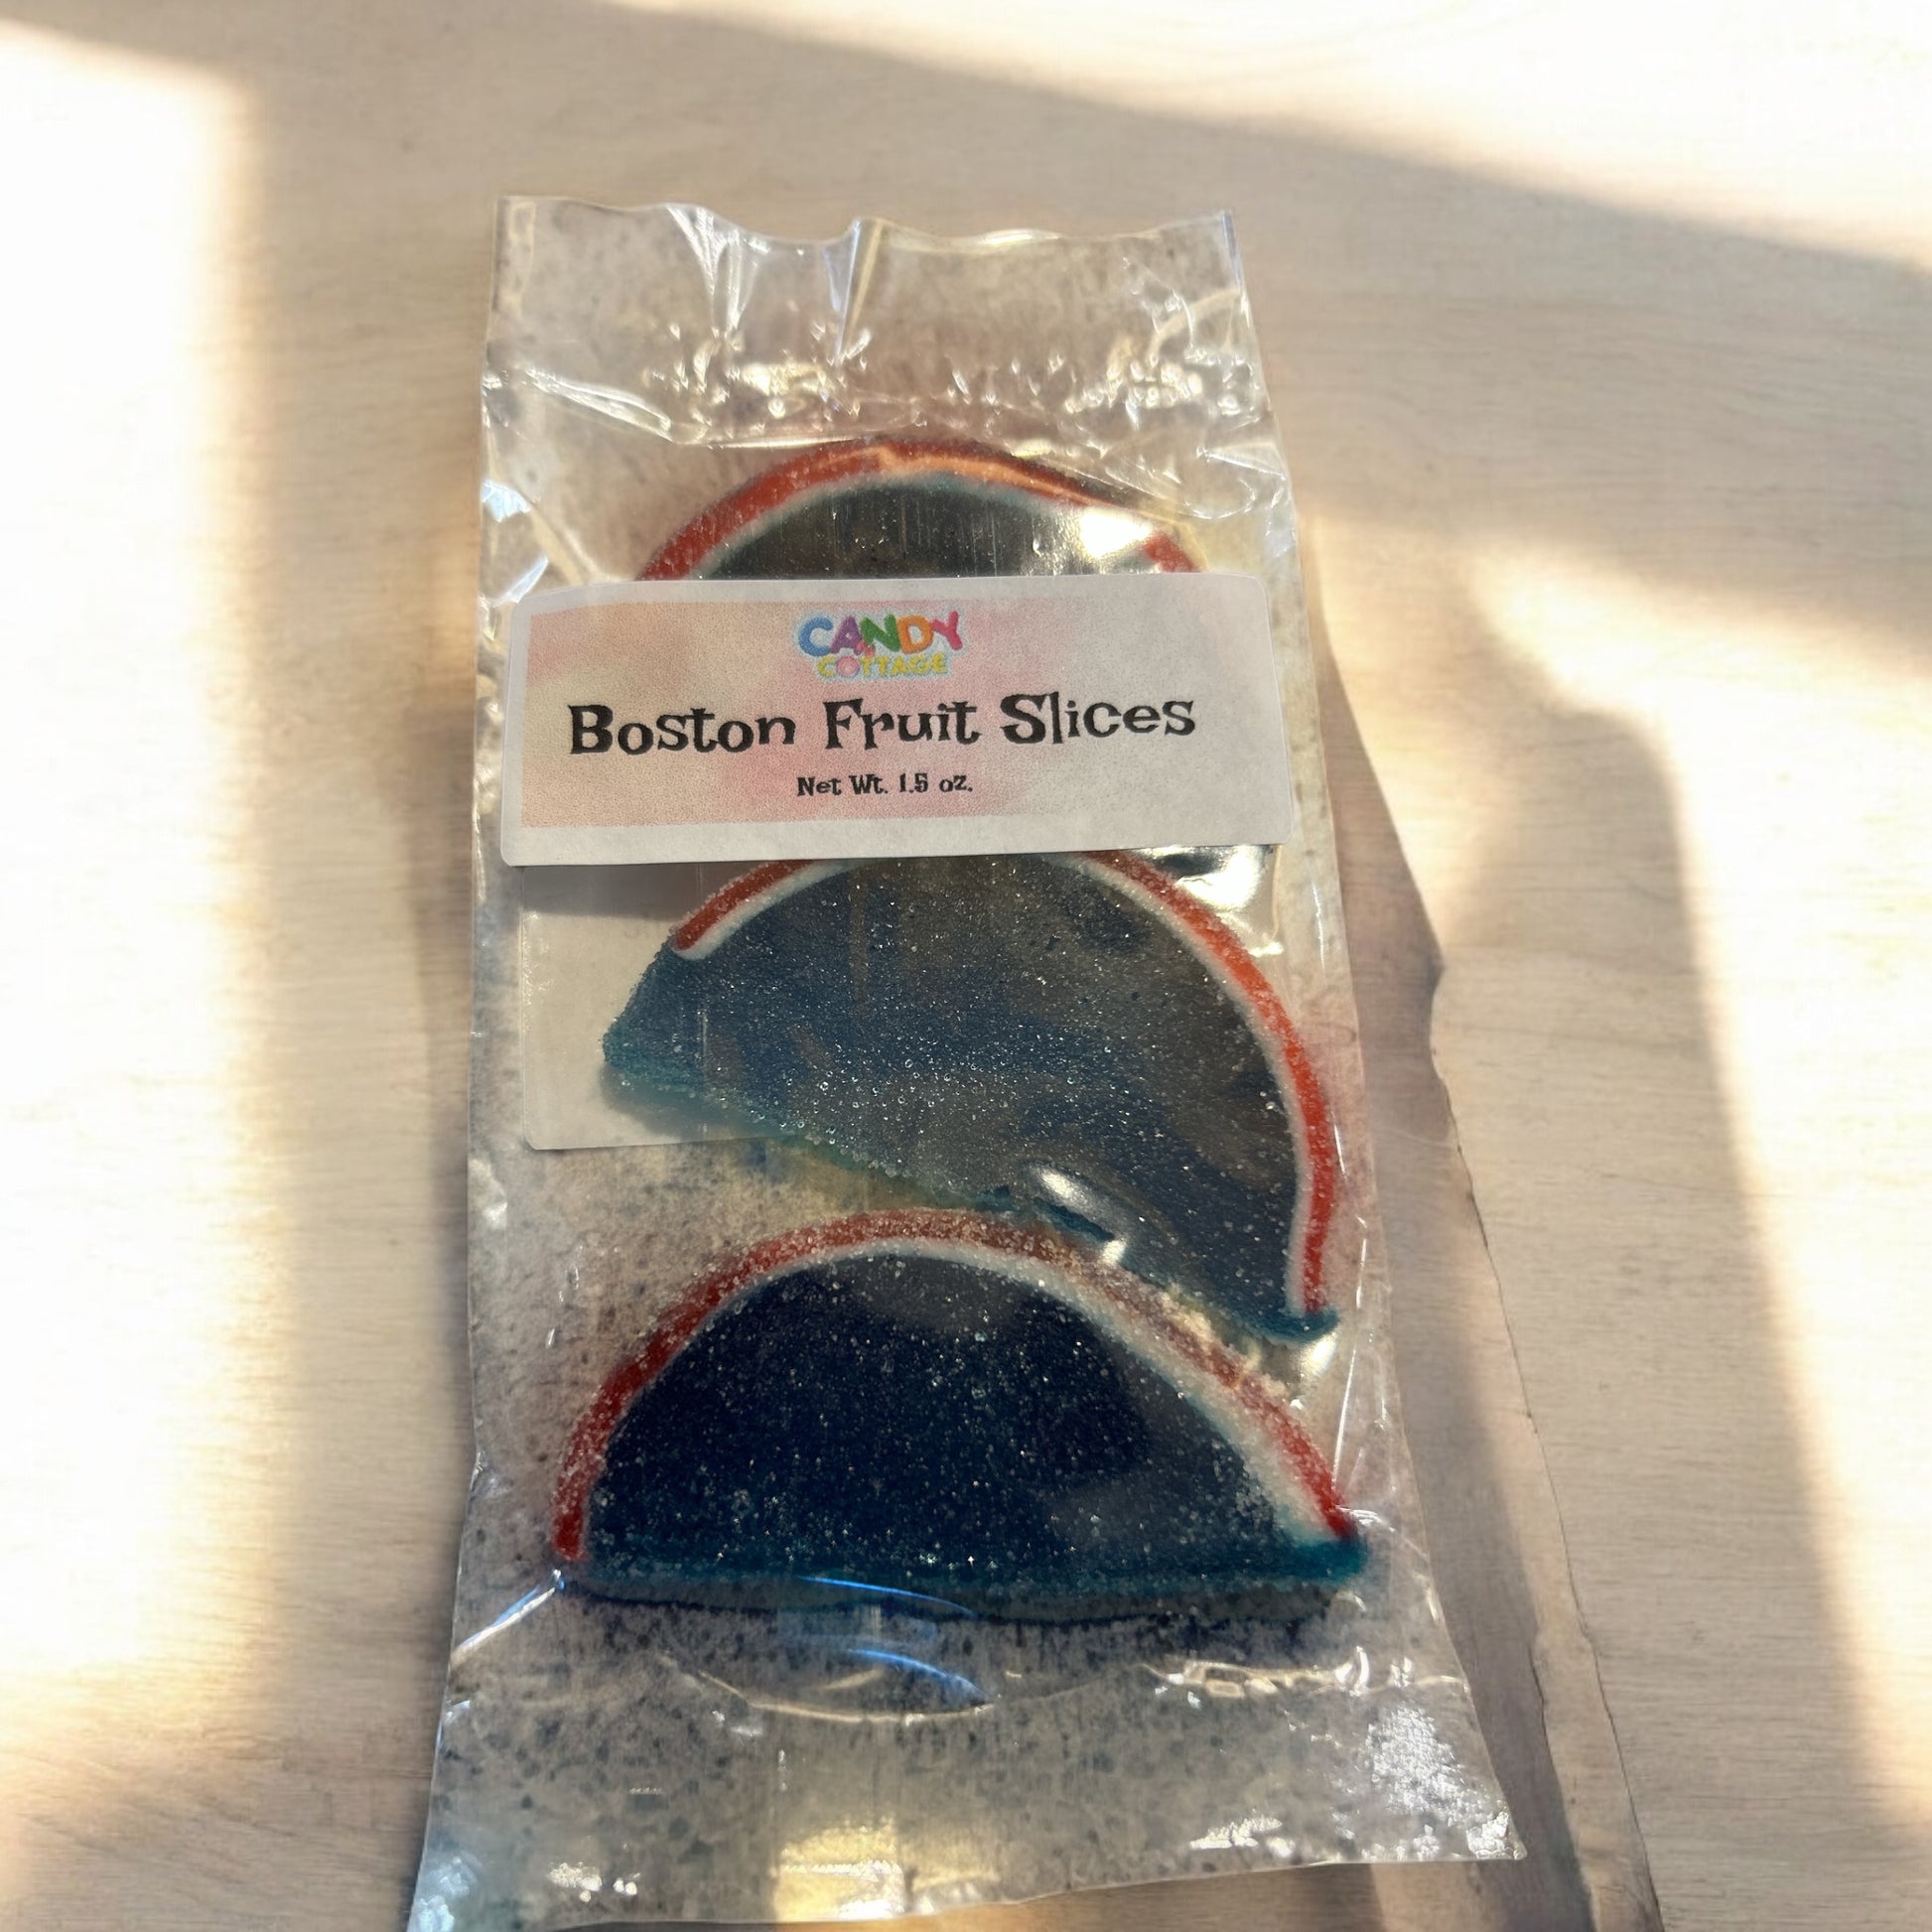 CANDY
COTTAGE
Boston Fruit Slices
Net Wt. 1.5 oz.